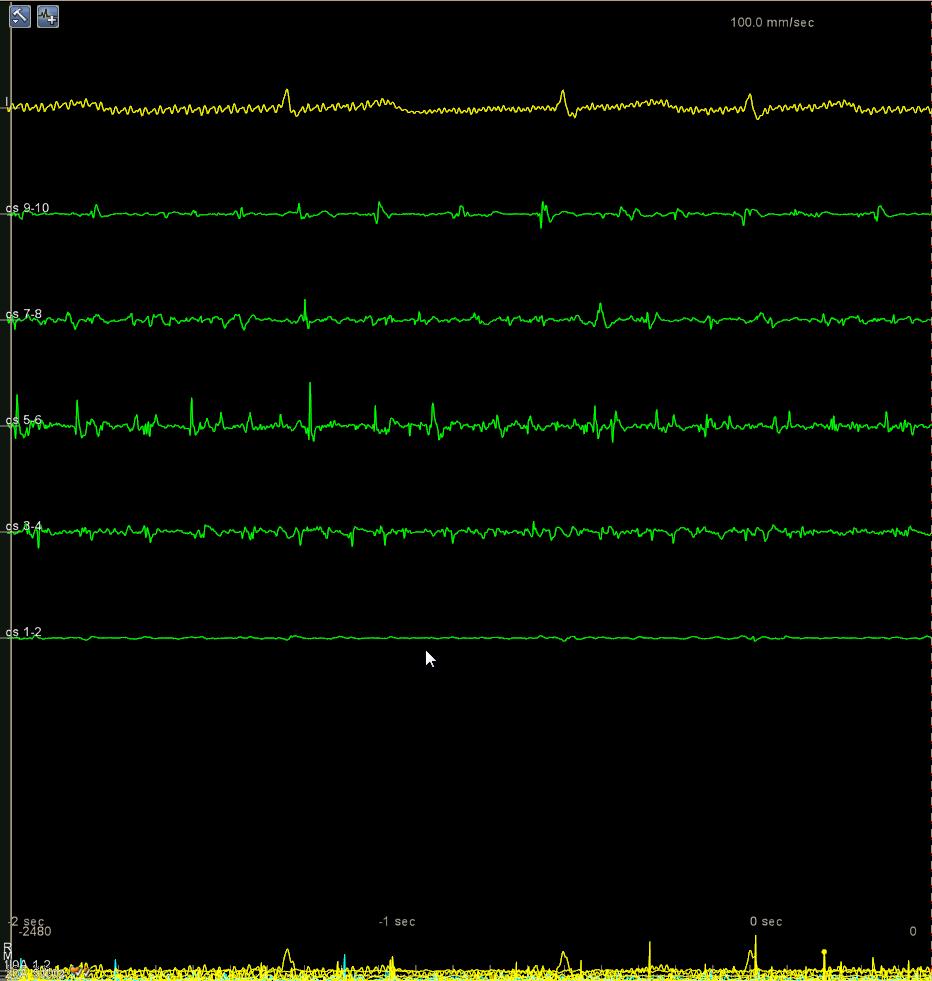 100.0 mm/sec
I
cs 9-10
cs 7-8
cs 5-6
cs 3-4
cs 1-2
-2 sec
-1 sec
0 sec
-2480
0